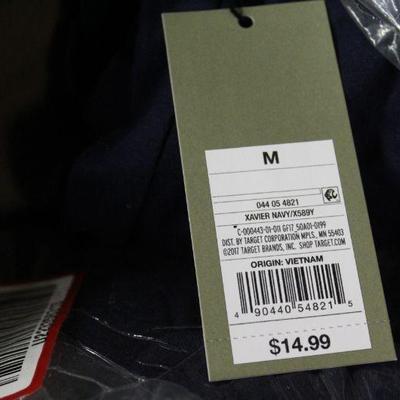 M
044 05 4821
XAVIER NAVY/X589Y
C-000443-01-011 GF17_50A01-0199
DIST. BY TARGET CORPORATION MPLS., MN 55403
©2017 TARGET BRANDS, INC. SHOP TARGET.COM
ORIGIN: VIETNAM
4 90440 54821 5
$14.99